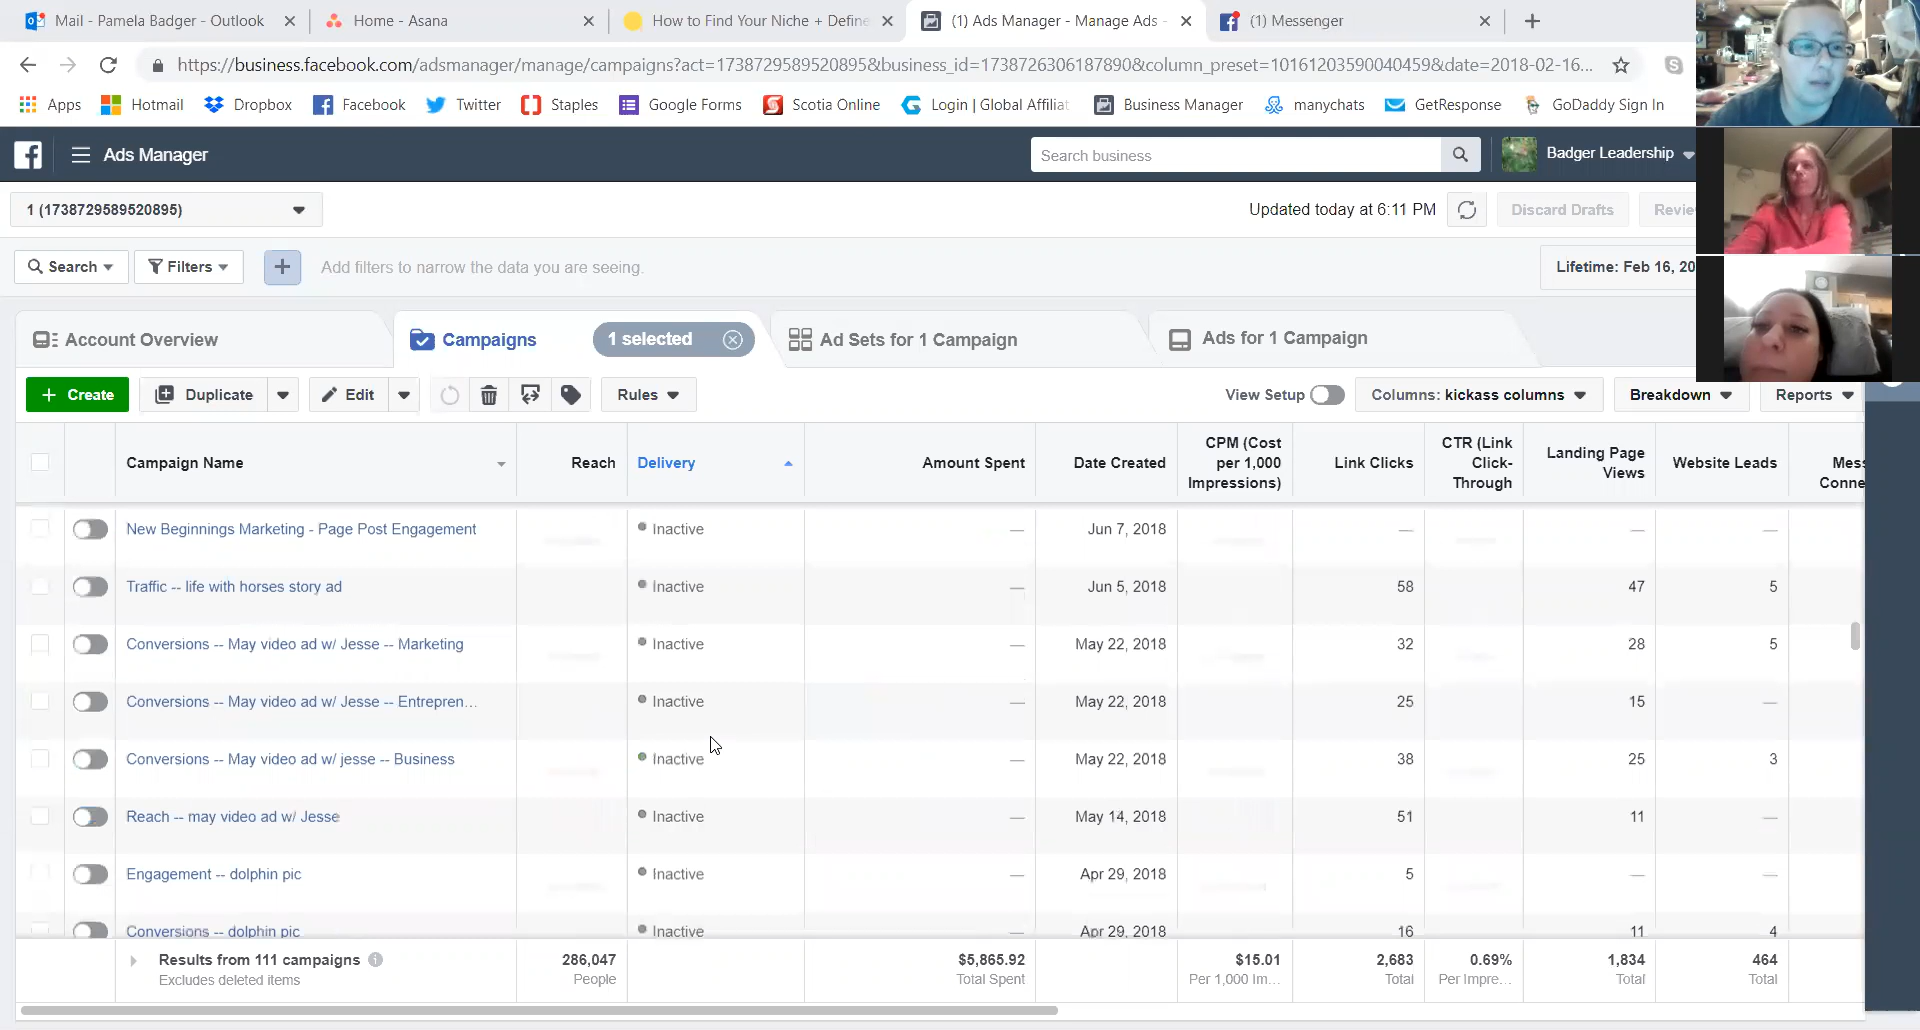 Mail - Pamela Badger - Outlook
Home - Asana
How to Find Your Niche + Define
(1) Ads Manager - Manage Ads -
(1) Messenger
https://business.facebook.com/adsmanager/manage/campaigns?act=1738729589520895&business_id=1738726306187890&column_preset=10161203590040459&date=2018-02-16...
Apps
Hotmail
Dropbox
Facebook
Twitter
Staples
Google Forms
Scotia Online
Login | Global Affiliat
Business Manager
manychats
GetResponse
GoDaddy Sign In
Ads Manager
Search business
Badger Leadership
1 (1738729589520895)
Updated today at 6:11 PM
Discard Drafts
Revie
Search
Filters
Add filters to narrow the data you are seeing.
Lifetime: Feb 16, 20
Account Overview
Campaigns
1 selected
Ad Sets for 1 Campaign
Ads for 1 Campaign
+ Create
Duplicate
Edit
Rules
View Setup
Columns: kickass columns
Breakdown
Reports
Campaign Name
Reach
Delivery
Amount Spent
Date Created
CPM (Cost per 1,000 Impressions)
Link Clicks
CTR (Link Click-Through
Landing Page Views
Website Leads
Mess
Conne
New Beginnings Marketing - Page Post Engagement Inactive — Jun 7, 2018 — — —
Traffic -- life with horses story ad Inactive — Jun 5, 2018 58 47 5
Conversions -- May video ad w/ Jesse -- Marketing Inactive — May 22, 2018 32 28 5
Conversions -- May video ad w/ Jesse -- Entrepren... Inactive — May 22, 2018 25 15 —
Conversions -- May video ad w/ jesse -- Business Inactive — May 22, 2018 38 25 3
Reach -- may video ad w/ Jesse Inactive — May 14, 2018 51 11 —
Engagement -- dolphin pic Inactive — Apr 29, 2018 5 — —
Conversions -- dolphin pic Inactive Apr 29, 2018 16 11 4
Results from 111 campaigns 286,047 $5,865.92 $15.01 2,683 0.69% 1,834 464
Excludes deleted items People Total Spent Per 1,000 Im... Total Per Impre... Total Total